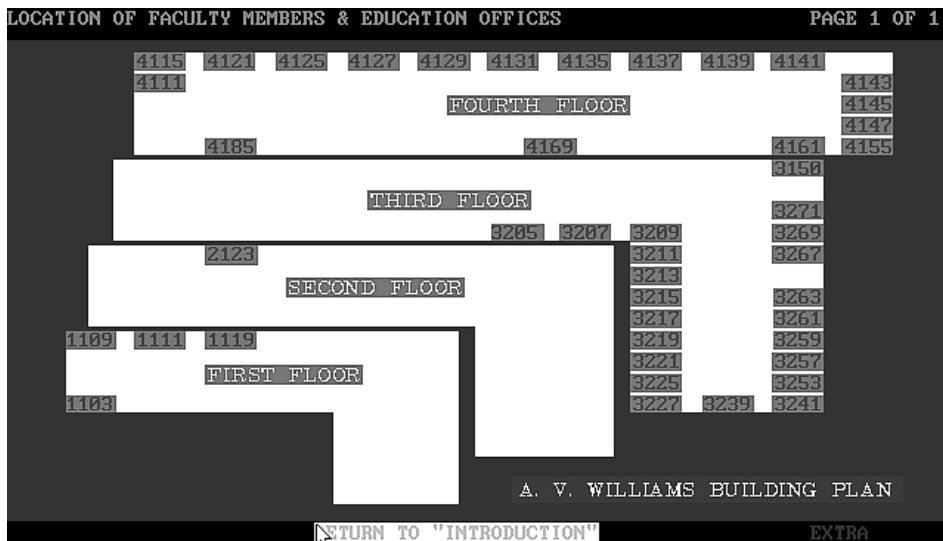 LOCATION OF FACULTY MEMBERS & EDUCATION OFFICES PAGE 1 OF 1
4115 4121 4125 4127 4129 4131 4135 4137 4139 4141
4111 4143
FOURTH FLOOR 4145
4147
4185 4169 4161 4155
3150
THIRD FLOOR
3271
3205 3207 3209 3269
2123 3211 3267
3213
SECOND FLOOR
3215 3263
3217 3261
1109 1111 1119 3219 3259
3221 3257
FIRST FLOOR
3225 3253
1103 3227 3239 3241
A. V. WILLIAMS BUILDING PLAN
RETURN TO "INTRODUCTION" EXTRA